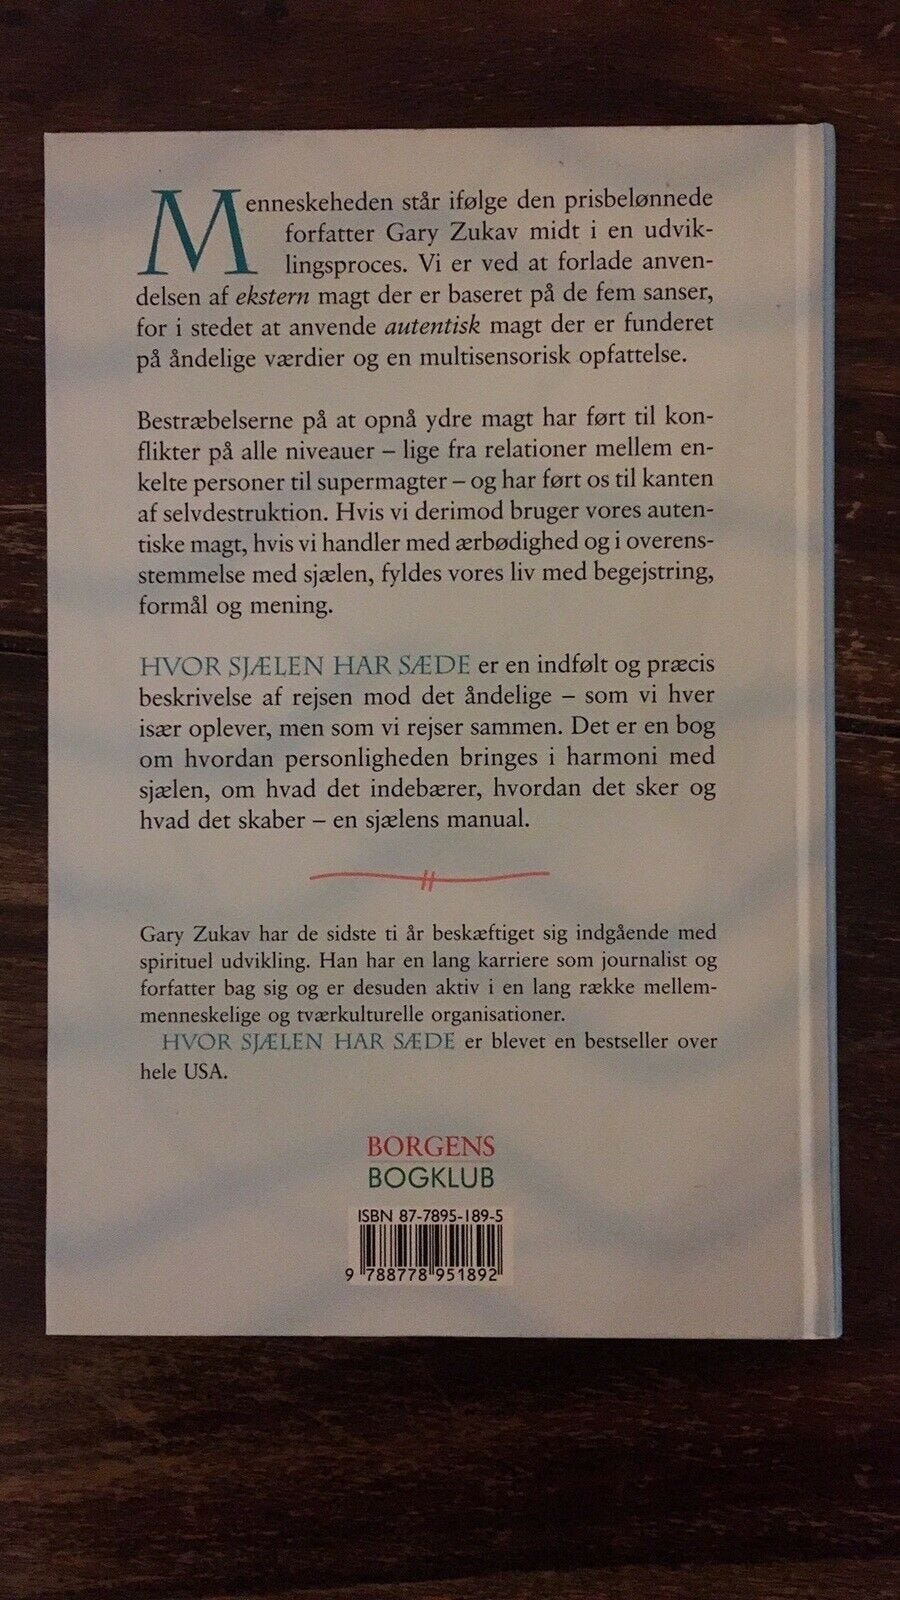 Menneskeheden står ifølge den prisbelønnede
forfatter Gary Zukav midt i en udvik-
lingsproces. Vi er ved at forlade anven-
delsen af ekstern magt der er baseret på de fem sanser,
for i stedet at anvende autentisk magt der er funderet
på åndelige værdier og en multisensorisk opfattelse.
Bestræbelserne på at opnå ydre magt har ført til kon-
flikter på alle niveauer – lige fra relationer mellem en-
kelte personer til supermagter – og har ført os til kanten
af selvdestruktion. Hvis vi derimod bruger vores auten-
tiske magt, hvis vi handler med ærbødighed og i overens-
stemmelse med sjælen, fyldes vores liv med begejstring,
formål og mening.
HVOR SJÆLEN HAR SÆDE er en indfølt og præcis
beskrivelse af rejsen mod det åndelige – som vi hver
især oplever, men som vi rejser sammen. Det er en bog
om hvordan personligheden bringes i harmoni med
sjælen, om hvad det indebærer, hvordan det sker og
hvad det skaber – en sjælens manual.
Gary Zukav har de sidste ti år beskæftiget sig indgående med
spirituel udvikling. Han har en lang karriere som journalist og
forfatter bag sig og er desuden aktiv i en lang række mellem-
menneskelige og tværkulturelle organisationer.
HVOR SJÆLEN HAR SÆDE er blevet en bestseller over
hele USA.
BORGENS
BOGKLUB
ISBN 87-7895-189-5
9 788778 951892